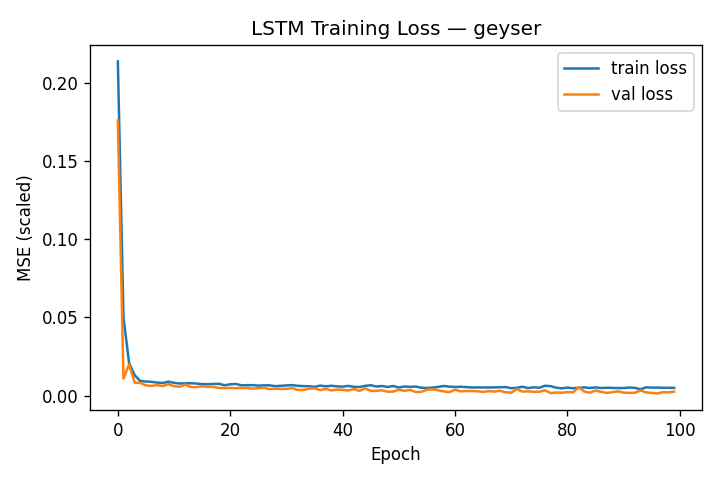 LSTM Training Loss — geyser
train loss
val loss
MSE (scaled)
0.20
0.15
0.10
0.05
0.00
0 20 40 60 80 100
Epoch